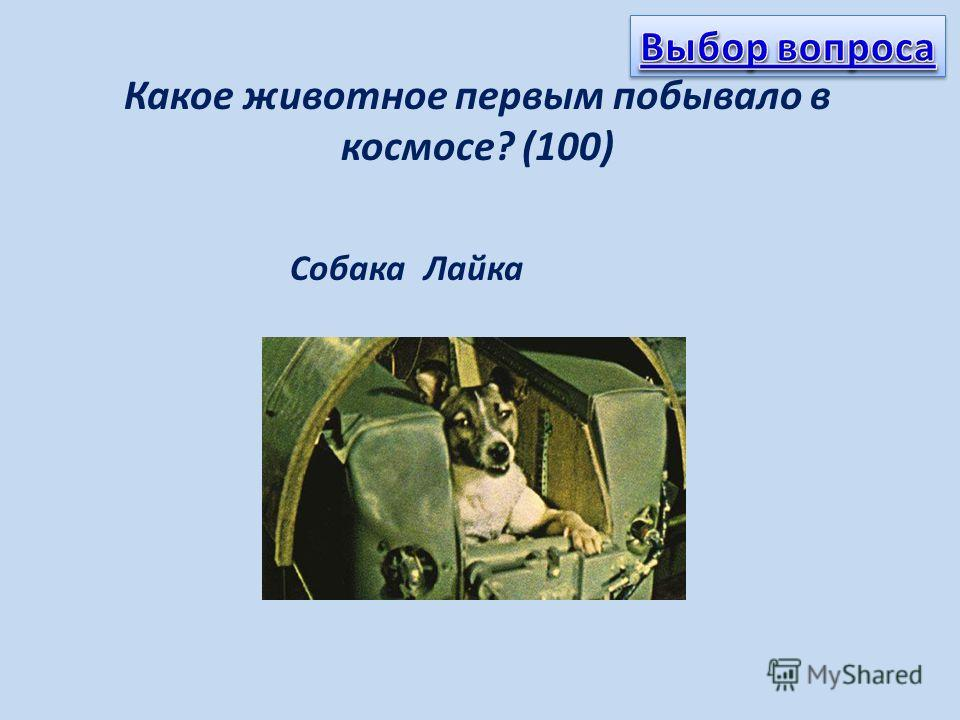 Выбор вопроса
Какое животное первым побывало в
космосе? (100)
Собака Лайка
MyShared